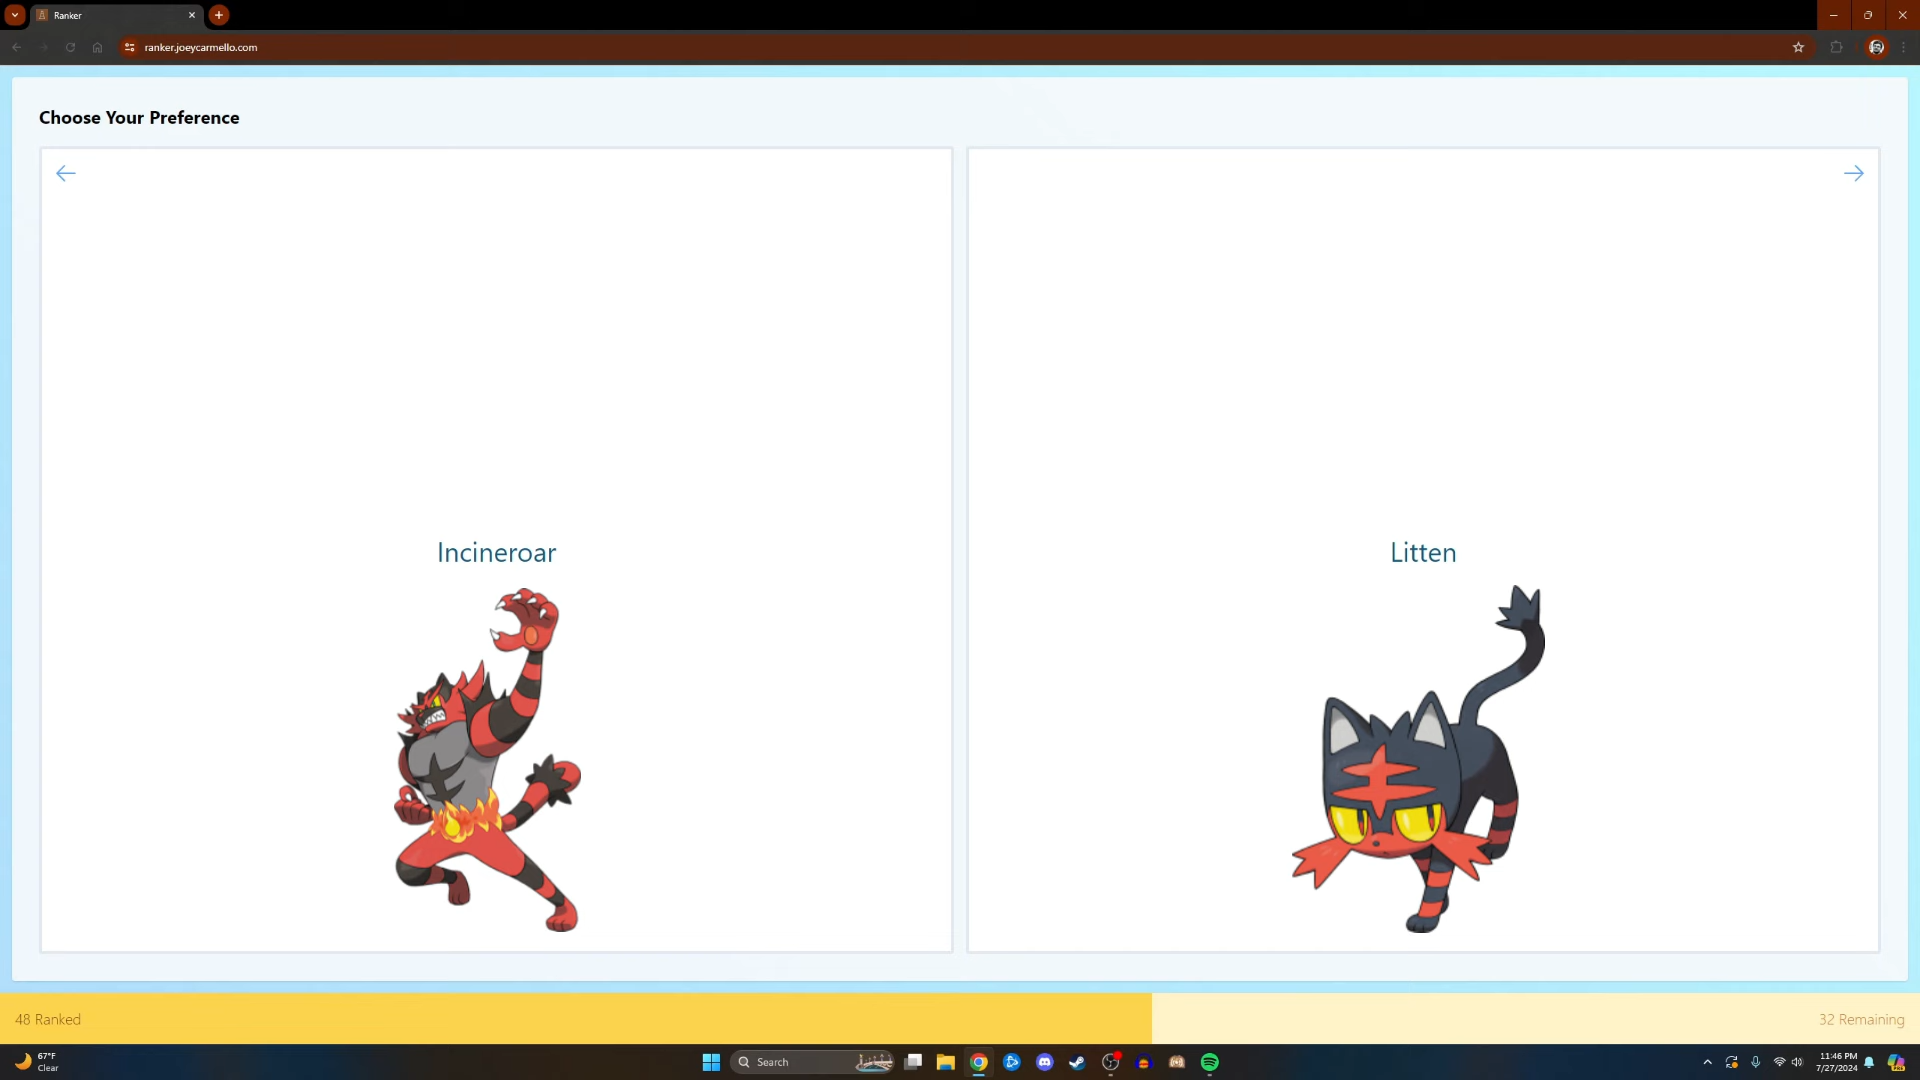 Ranker
ranker.joeycarmello.com
Choose Your Preference
Incineroar
Litten
48 Ranked
32 Remaining
67°F
Clear
Search
11:46 PM
7/27/2024